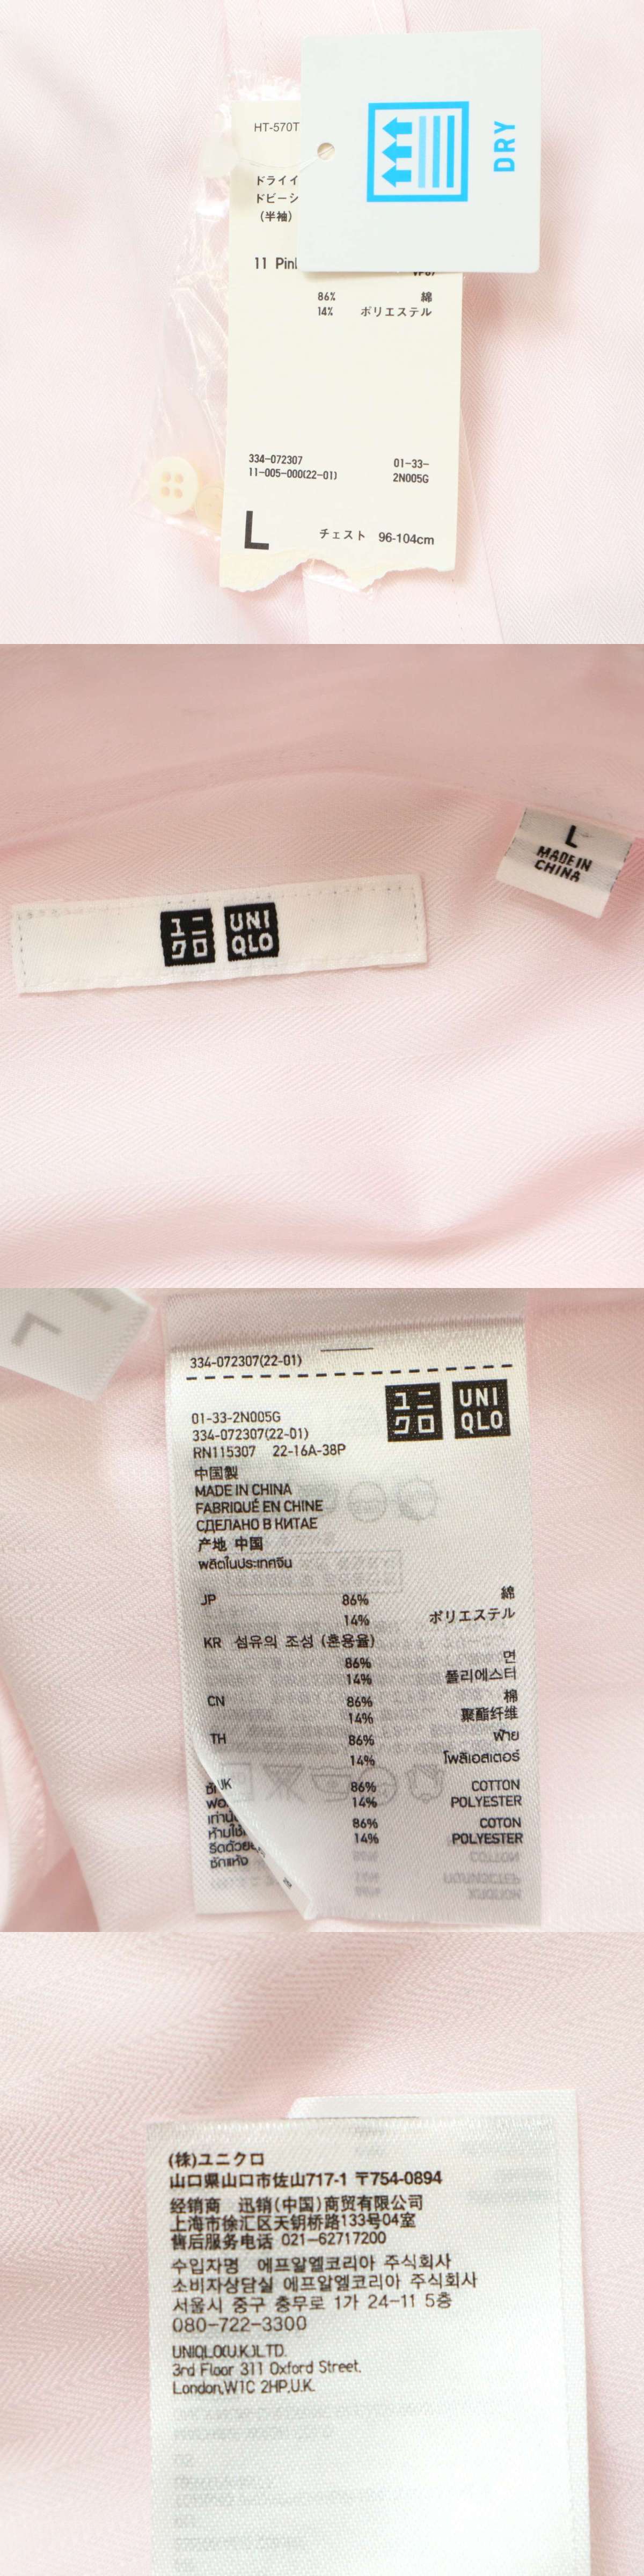 DRY
HT-570T
ドライイ
ドビーシ
(半袖)
11 Pink
86% 綿
14% ポリエステル
334-072307 01-33-
11-005-000(22-01) 2N005G
L チェスト 96-104cm
ユニクロ UNIQLO
L
MADE IN
CHINA
334-072307(22-01)
ユニクロ UNIQLO
01-33-2N005G
334-072307(22-01)
RN115307 22-16A-38P
中国製
MADE IN CHINA
FABRIQUÉ EN CHINE
СДЕЛАНО В КИТАЕ
产地 中国
ผลิตในประเทศจีน
JP 86% 綿
14% ポリエステル
KR 섬유의 조성 (혼용율)
86% 면
14% 폴리에스터
CN 86% 棉
14% 聚酯纤维
TH 86% ฝ้าย
14% โพลิเอสเตอร์
UK 86% COTTON
14% POLYESTER
86% COTON
14% POLYESTER
(株)ユニクロ
山口県山口市佐山717-1 〒754-0894
经销商 迅销(中国)商贸有限公司
上海市徐汇区天钥桥路133号04室
售后服务电话 021-62717200
수입자명 에프알엘코리아 주식회사
소비자상담실 에프알엘코리아 주식회사
서울시 중구 충무로 1가 24-11 5층
080-722-3300
UNIQLO(U.K.)LTD.
3rd Floor 311 Oxford Street,
London,W1C 2HP,U.K.